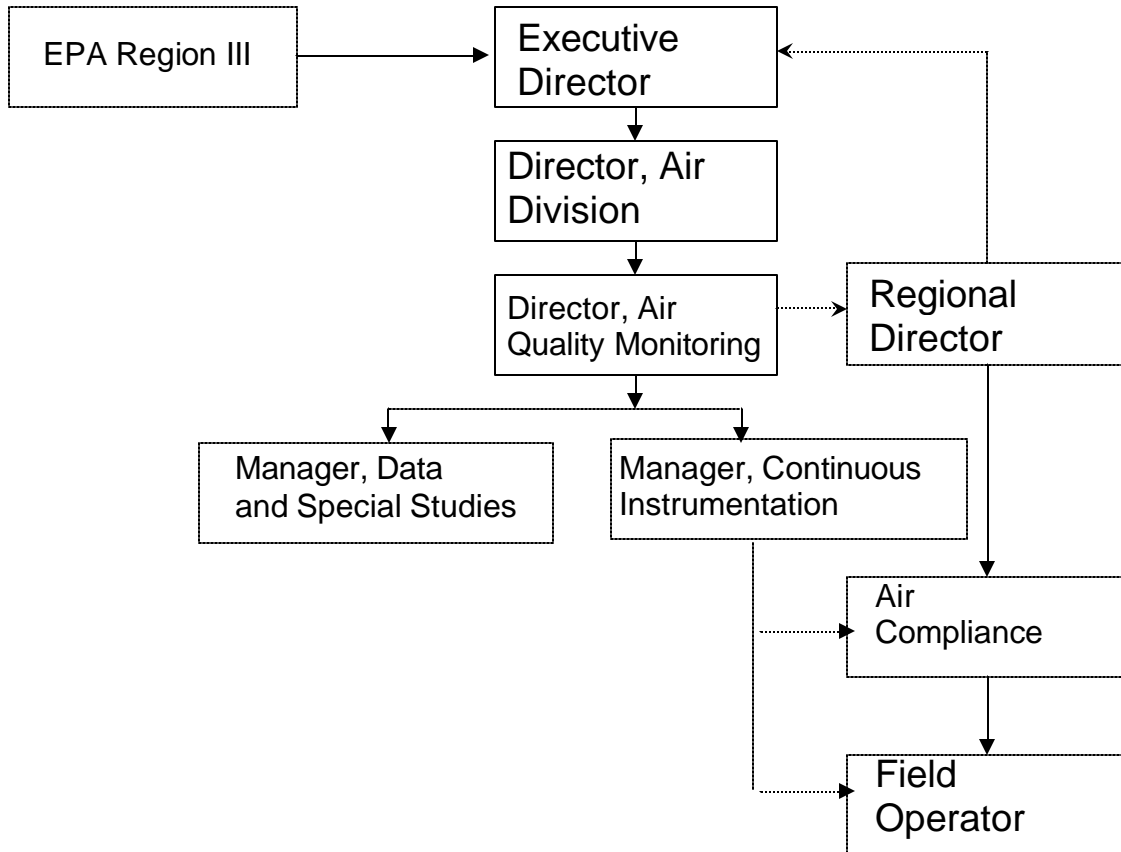 EPA Region III
Executive
Director
Director, Air
Division
Director, Air
Quality Monitoring
Regional
Director
Manager, Data
and Special Studies
Manager, Continuous
Instrumentation
Air
Compliance
Field
Operator